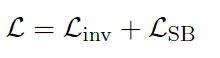 ℒ = ℒ_inv + ℒ_SB